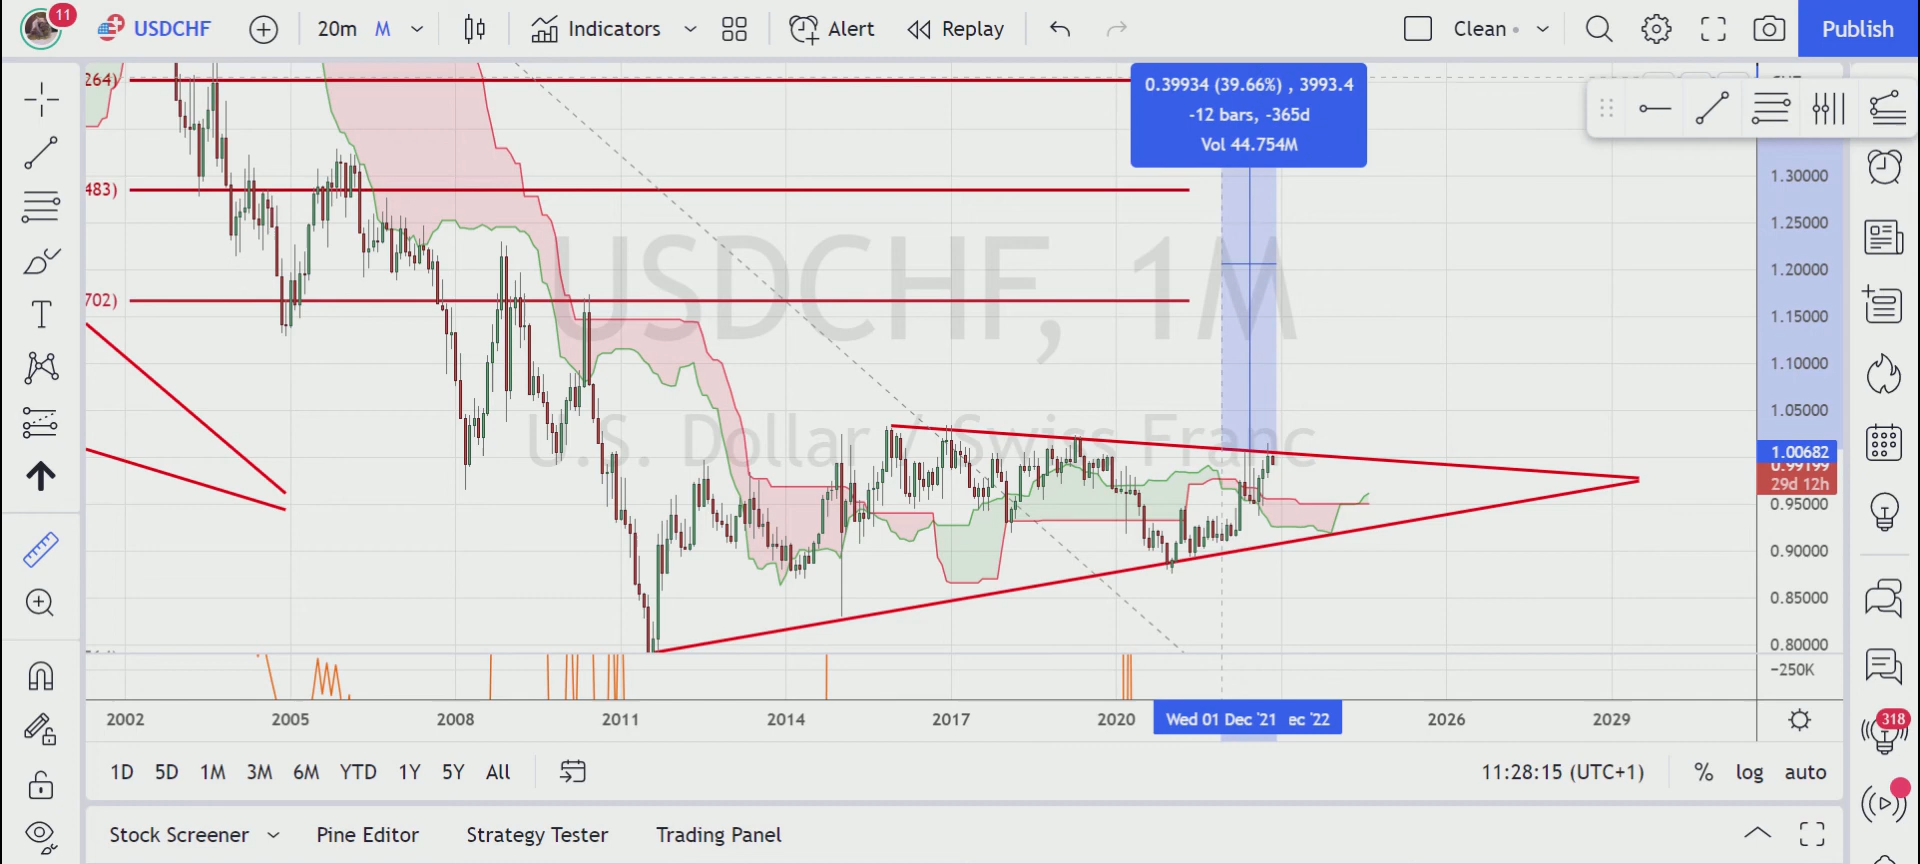 11
USDCHF
20m M
Indicators
Alert
Replay
Clean
Publish
264)
483)
702)
0.39934 (39.66%) , 3993.4
-12 bars, -365d
Vol 44.754M
USDCHF, 1M
U.S. Dollar / Swiss Franc
1.30000
1.25000
1.20000
1.15000
1.10000
1.05000
1.00682
0.99199
29d 12h
0.95000
0.90000
0.85000
0.80000
−250K
2002 2005 2008 2011 2014 2017 2020 Wed 01 Dec '21 ec '22 2026 2029
318
1D 5D 1M 3M 6M YTD 1Y 5Y All
11:28:15 (UTC+1) % log auto
Stock Screener Pine Editor Strategy Tester Trading Panel